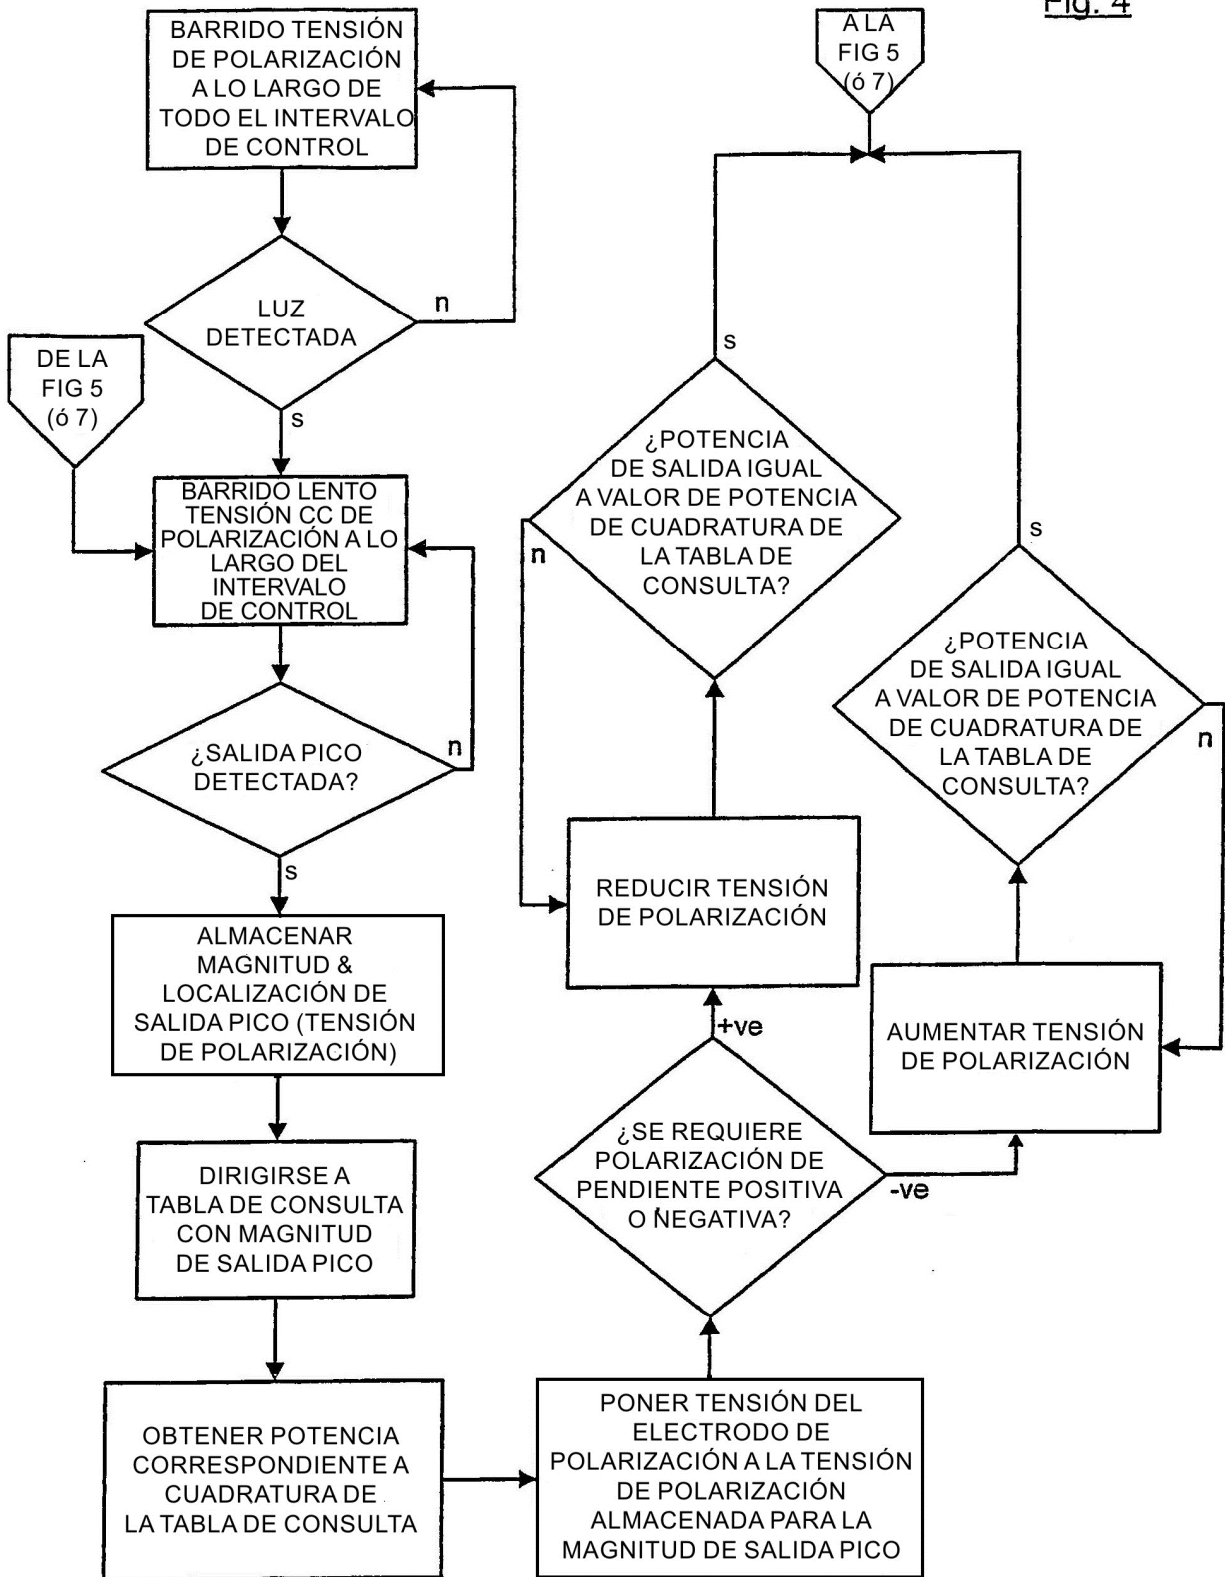 Fig. 4
BARRIDO TENSIÓN
DE POLARIZACIÓN
A LO LARGO DE
TODO EL INTERVALO
DE CONTROL
n
LUZ
DETECTADA
s
DE LA
FIG 5
(ó 7)
BARRIDO LENTO
TENSIÓN CC DE
POLARIZACIÓN A LO
LARGO DEL
INTERVALO
DE CONTROL
n
¿SALIDA PICO
DETECTADA?
s
ALMACENAR
MAGNITUD &
LOCALIZACIÓN DE
SALIDA PICO (TENSIÓN
DE POLARIZACIÓN)
DIRIGIRSE A
TABLA DE CONSULTA
CON MAGNITUD
DE SALIDA PICO
OBTENER POTENCIA
CORRESPONDIENTE A
CUADRATURA DE
LA TABLA DE CONSULTA
PONER TENSIÓN DEL
ELECTRODO DE
POLARIZACIÓN A LA TENSIÓN
DE POLARIZACIÓN
ALMACENADA PARA LA
MAGNITUD DE SALIDA PICO
¿SE REQUIERE
POLARIZACIÓN DE
PENDIENTE POSITIVA
O NEGATIVA?
+ve
-ve
REDUCIR TENSIÓN
DE POLARIZACIÓN
¿POTENCIA
DE SALIDA IGUAL
A VALOR DE POTENCIA
DE CUADRATURA DE
LA TABLA DE
CONSULTA?
n
s
AUMENTAR TENSIÓN
DE POLARIZACIÓN
¿POTENCIA
DE SALIDA IGUAL
A VALOR DE POTENCIA
DE CUADRATURA DE
LA TABLA DE
CONSULTA?
n
s
A LA
FIG 5
(ó 7)